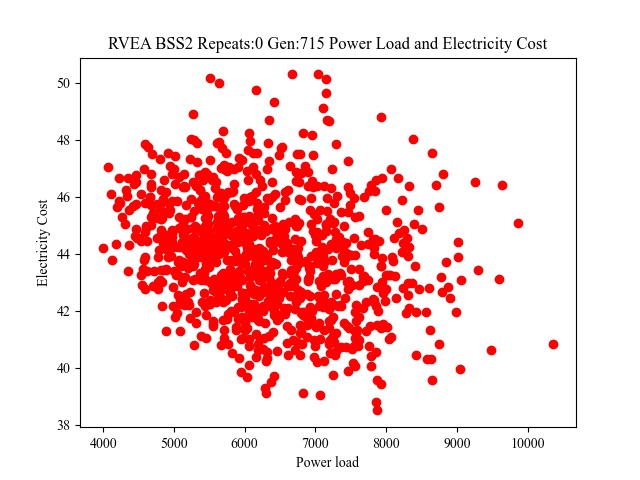 RVEA BSS2 Repeats:0 Gen:715 Power Load and Electricity Cost
50
48
46
44
42
40
38
Electricity Cost
4000 5000 6000 7000 8000 9000 10000
Power load